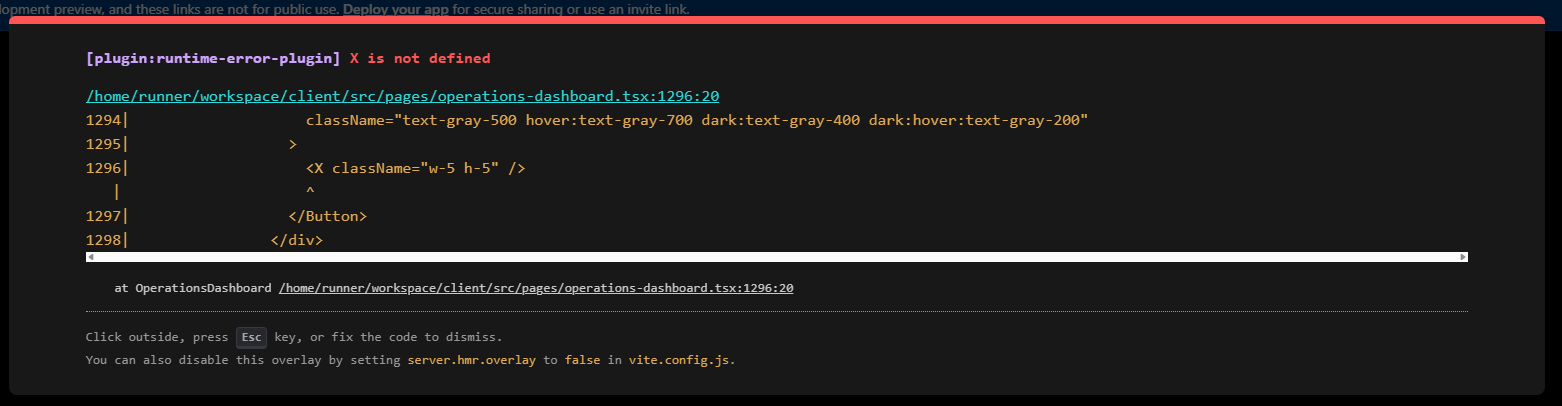 lopment preview, and these links are not for public use. Deploy your app for secure sharing or use an invite link.
[plugin:runtime-error-plugin] X is not defined
/home/runner/workspace/client/src/pages/operations-dashboard.tsx:1296:20
1294|                    className="text-gray-500 hover:text-gray-700 dark:text-gray-400 dark:hover:text-gray-200"
1295|                  >
1296|                    <X className="w-5 h-5" />
    |                    ^
1297|                  </Button>
1298|                </div>
at OperationsDashboard /home/runner/workspace/client/src/pages/operations-dashboard.tsx:1296:20
Click outside, press Esc key, or fix the code to dismiss.
You can also disable this overlay by setting server.hmr.overlay to false in vite.config.js.